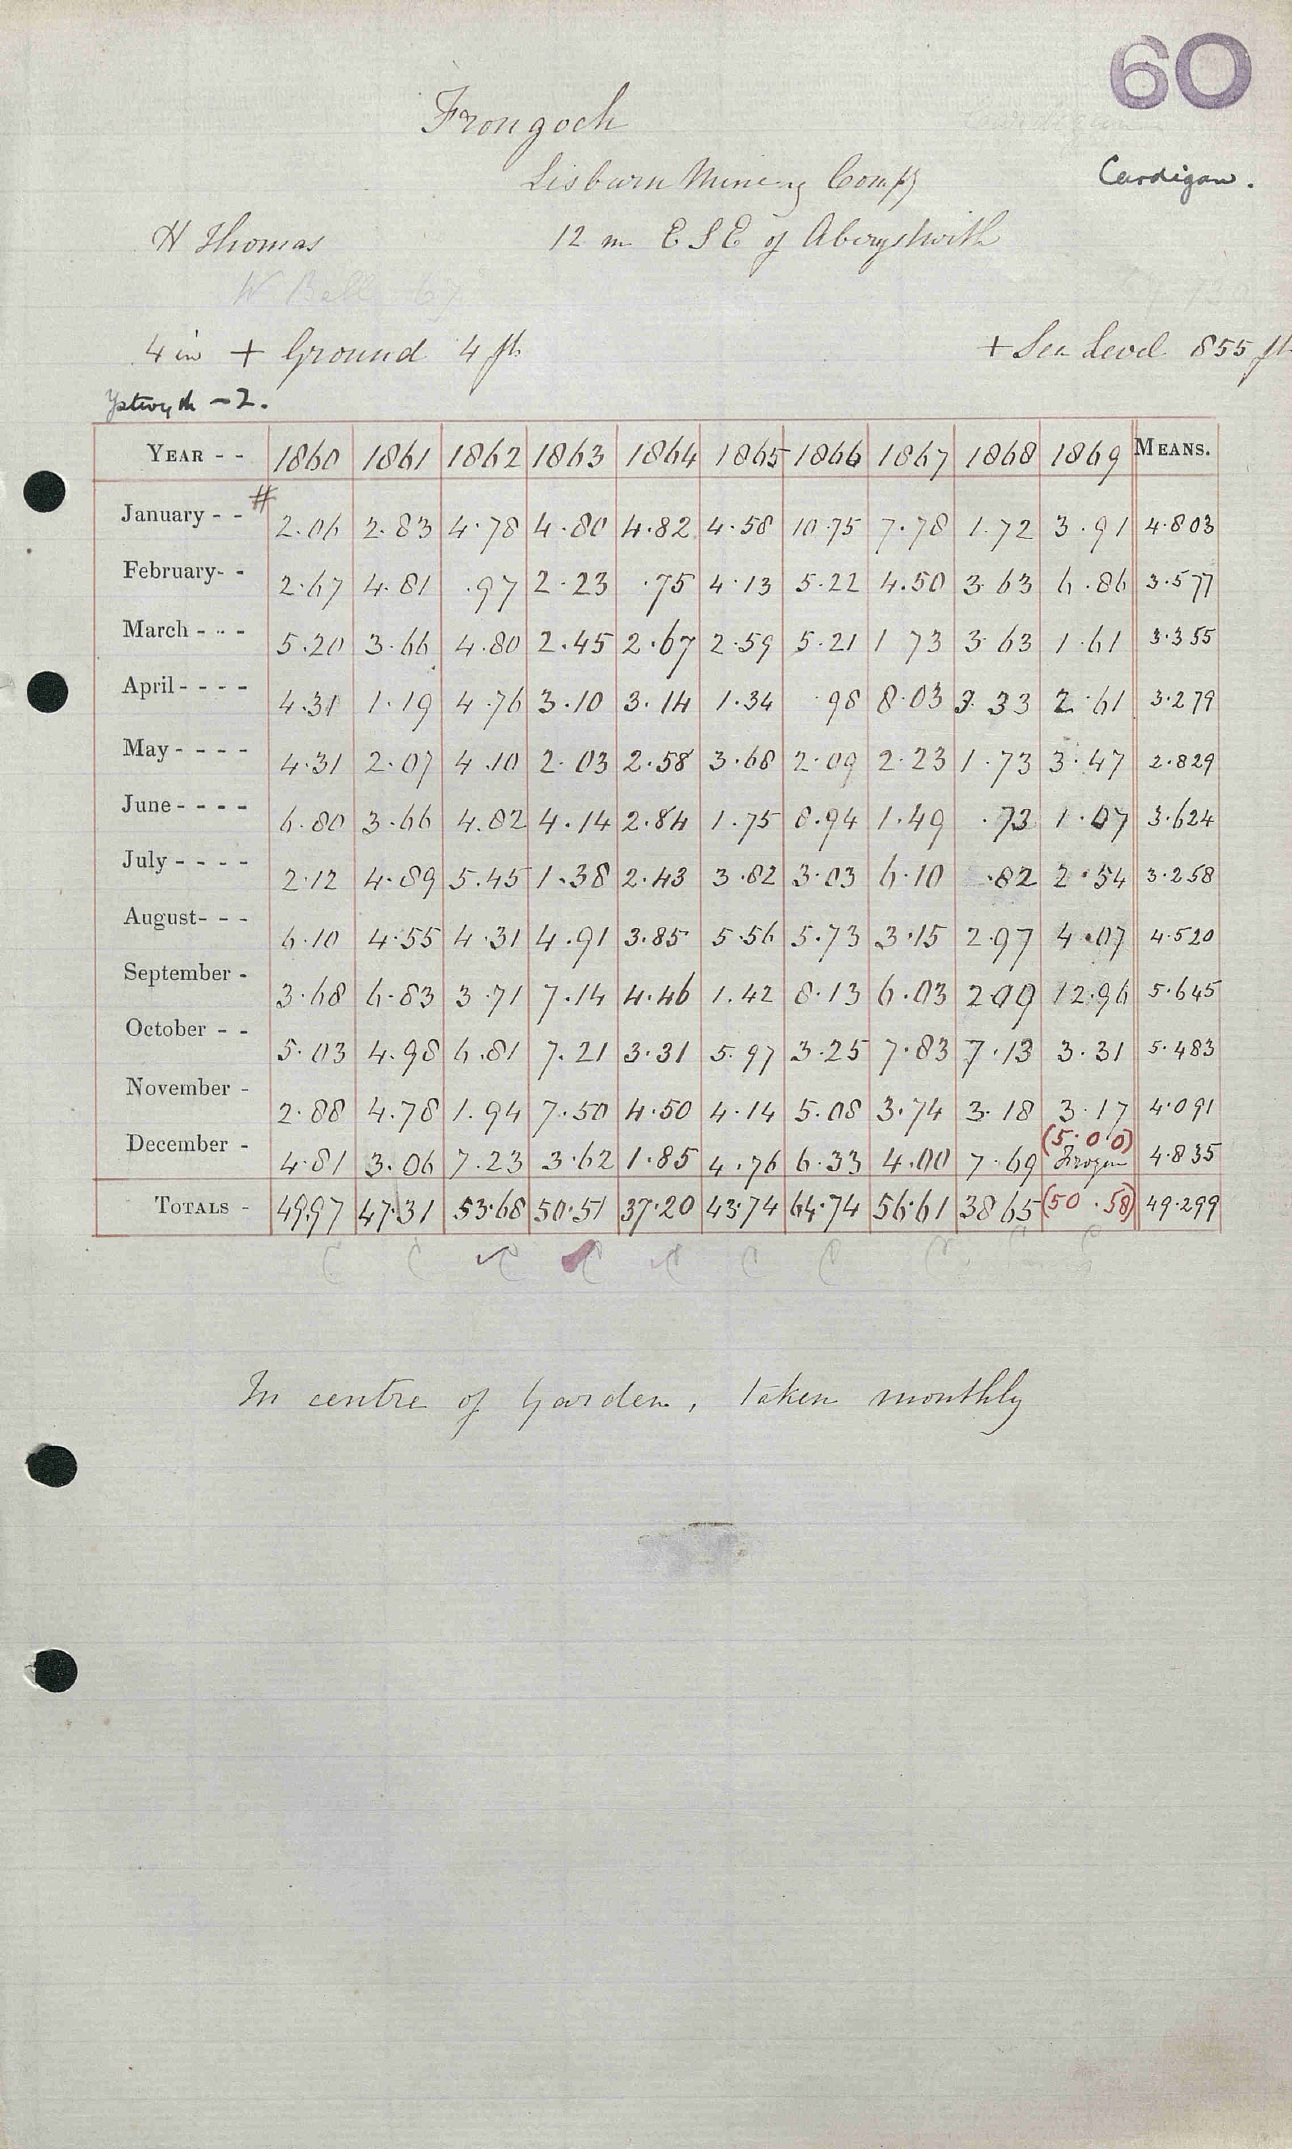 60
Frongoch
Cardigan.
Lisburn Mining Compy
H Thomas 12 m E S E of Aberystwith
W Bell 67
4 in + Ground 4 ft + Sea Level 855 ft
Ystwyth - 2.
YEAR - - 1860 1861 1862 1863 1864 1865 1866 1867 1868 1869 MEANS.
January - - # 2.06 2.83 4.78 4.80 4.82 4.58 10.75 7.78 1.72 3.91 4.803
February- - 2.67 4.81 .97 2.23 .75 4.13 5.22 4.50 3.63 6.86 3.577
March - - - 5.20 3.66 4.80 2.45 2.67 2.59 5.21 1 73 3.63 1.61 3.355
April - - - - 4.31 1.19 4.76 3.10 3.14 1.34 .98 8.03 3.33 2.61 3.279
May - - - - 4.31 2.07 4.10 2.03 2.58 3.68 2.09 2.23 1.73 3.47 2.829
June - - - - 6.80 3.66 4.82 4.14 2.84 1.75 8.94 1.49 .73 1.07 3.624
July - - - - 2.12 4.89 5.45 1.38 2.43 3.82 3.03 6.10 .82 2.54 3.258
August- - - 6.10 4.55 4.31 4.91 3.85 5.56 5.73 3.15 2.97 4.07 4.520
September - 3.68 6.83 3.71 7.14 4.46 1.42 8.13 6.03 2.09 12.96 5.645
October - - 5.03 4.98 6.81 7.21 3.31 5.97 3.25 7.83 7.13 3.31 5.483
November - 2.88 4.78 1.94 7.50 4.50 4.14 5.08 3.74 3.18 3.17 4.091
December - 4.81 3.06 7.23 3.62 1.85 4.76 6.33 4.00 7.69 (5.00) Frozen 4.835
TOTALS - 49.97 47.31 53.68 50.51 37.20 43.74 64.74 56.61 38.65 (50.58) 49.299
C C C C C C C C C C
In centre of Garden, taken monthly